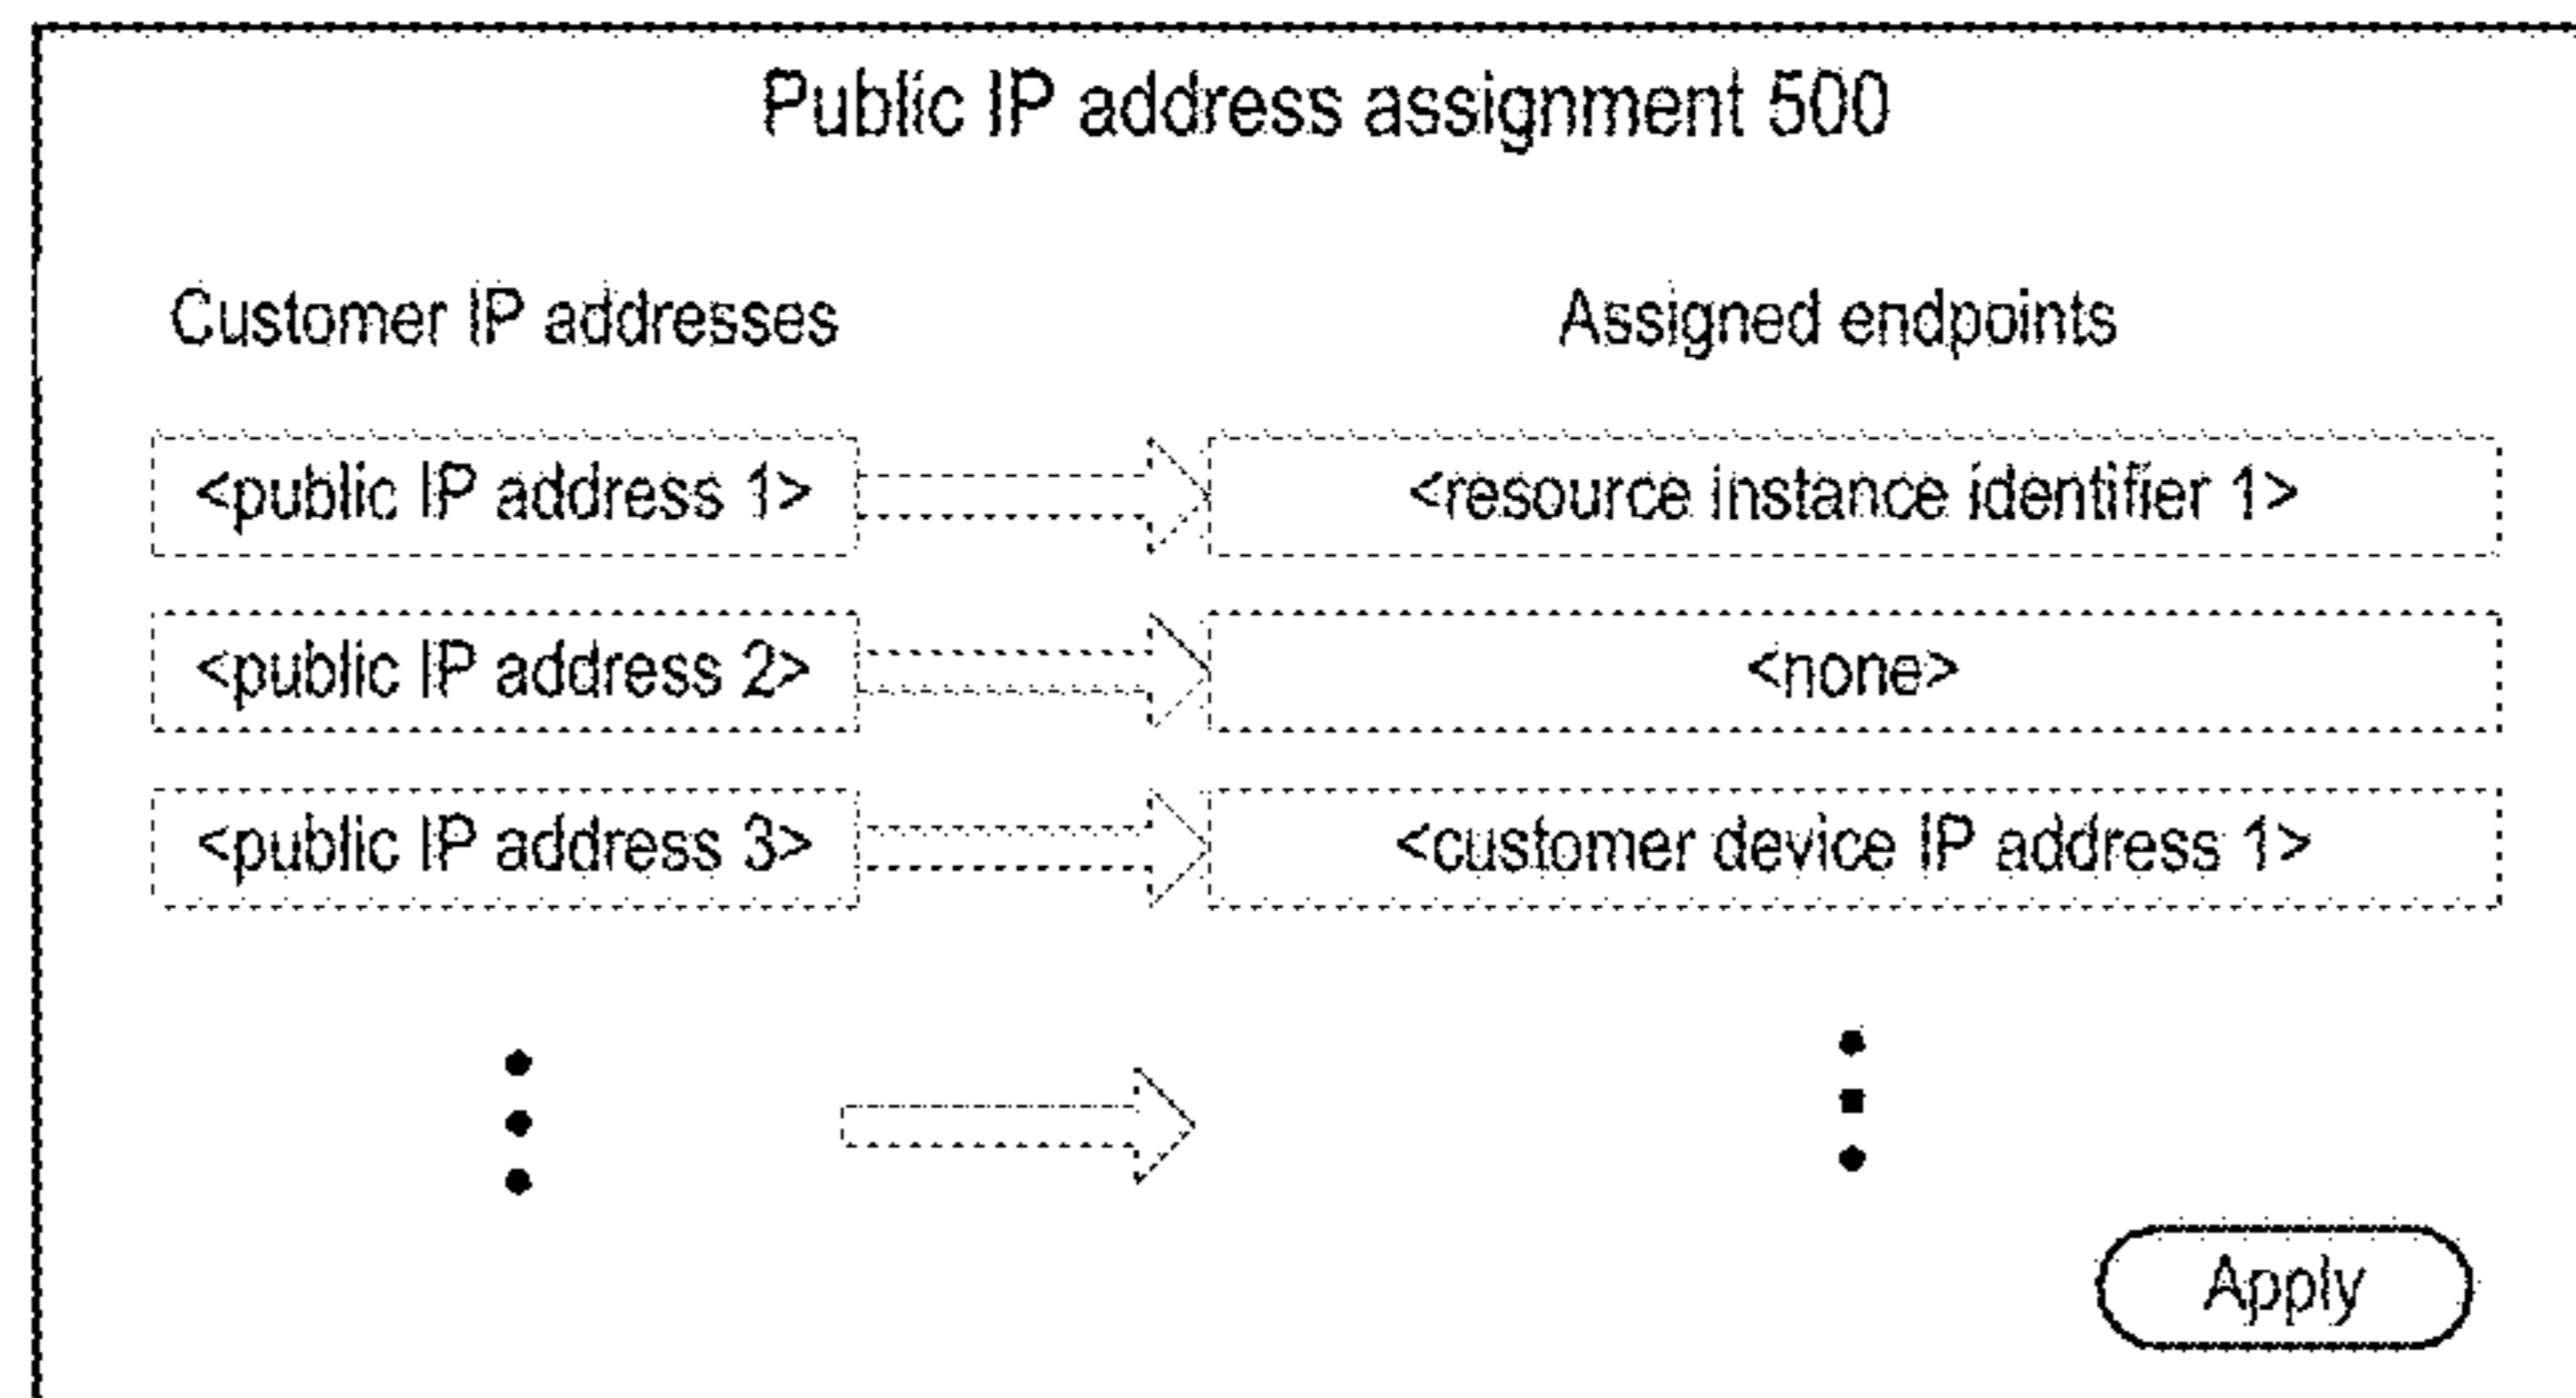 Public IP address assignment 500
Customer IP addresses Assigned endpoints
<public IP address 1> <resource instance identifier 1>
<public IP address 2> <none>
<public IP address 3> <customer device IP address 1>
Apply